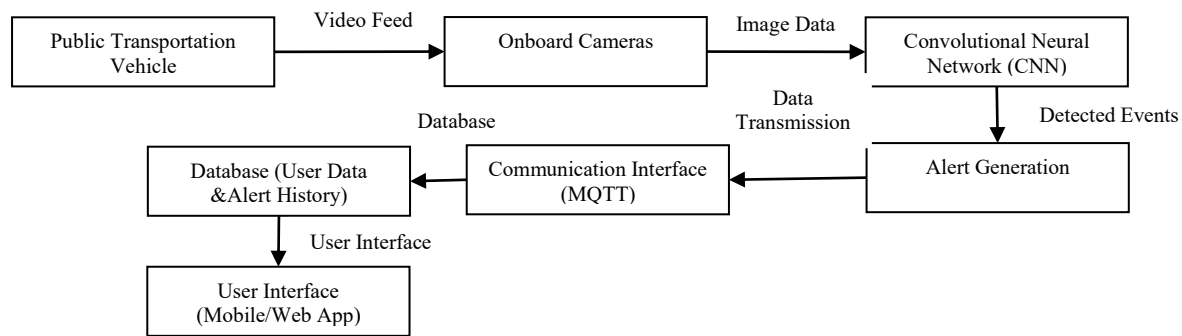 Video Feed
Image Data
Public Transportation
Vehicle
Onboard Cameras
Convolutional Neural
Network (CNN)
Data
Transmission
Detected Events
Database
Database (User Data
&Alert History)
Communication Interface
(MQTT)
Alert Generation
User Interface
User Interface
(Mobile/Web App)